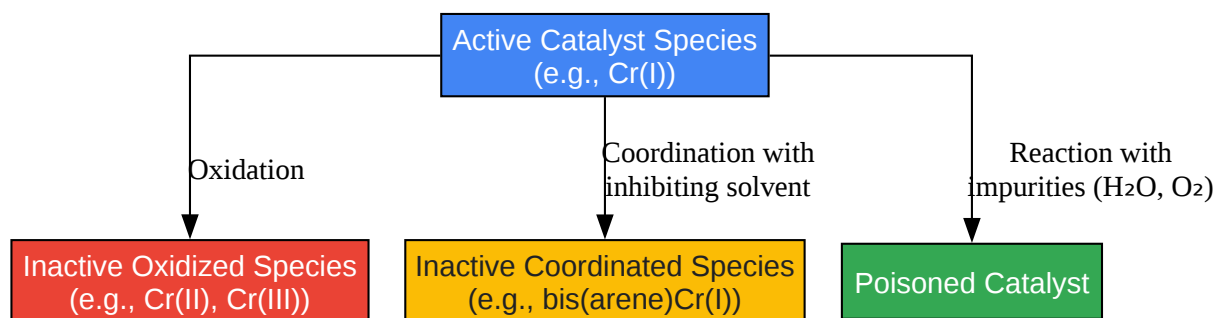 Active Catalyst Species
(e.g., Cr(I))
Oxidation
Coordination with
inhibiting solvent
Reaction with
impurities (H₂O, O₂)
Inactive Oxidized Species
(e.g., Cr(II), Cr(III))
Inactive Coordinated Species
(e.g., bis(arene)Cr(I))
Poisoned Catalyst